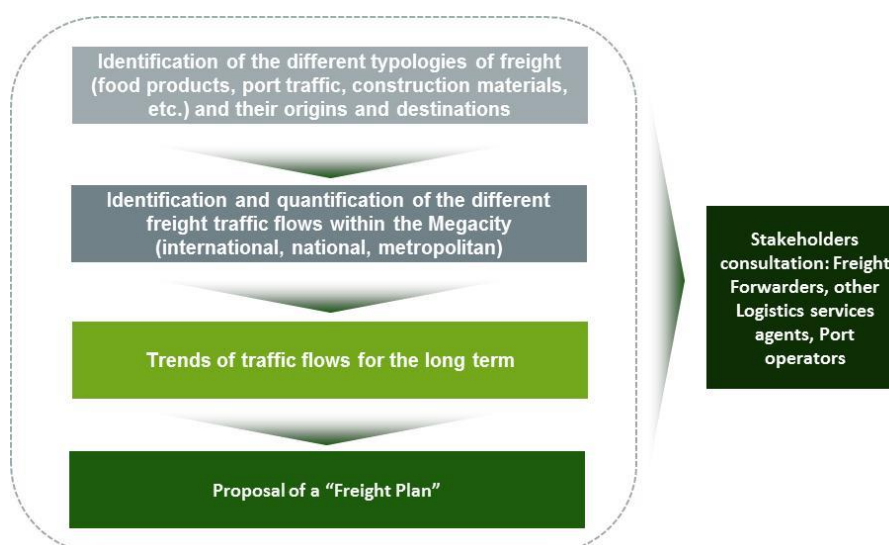 Identification of the different typologies of freight
(food products, port traffic, construction materials,
etc.) and their origins and destinations
Identification and quantification of the different
freight traffic flows within the Megacity
(international, national, metropolitan)
Trends of traffic flows for the long term
Proposal of a “Freight Plan”
Stakeholders
consultation: Freight
Forwarders, other
Logistics services
agents, Port
operators